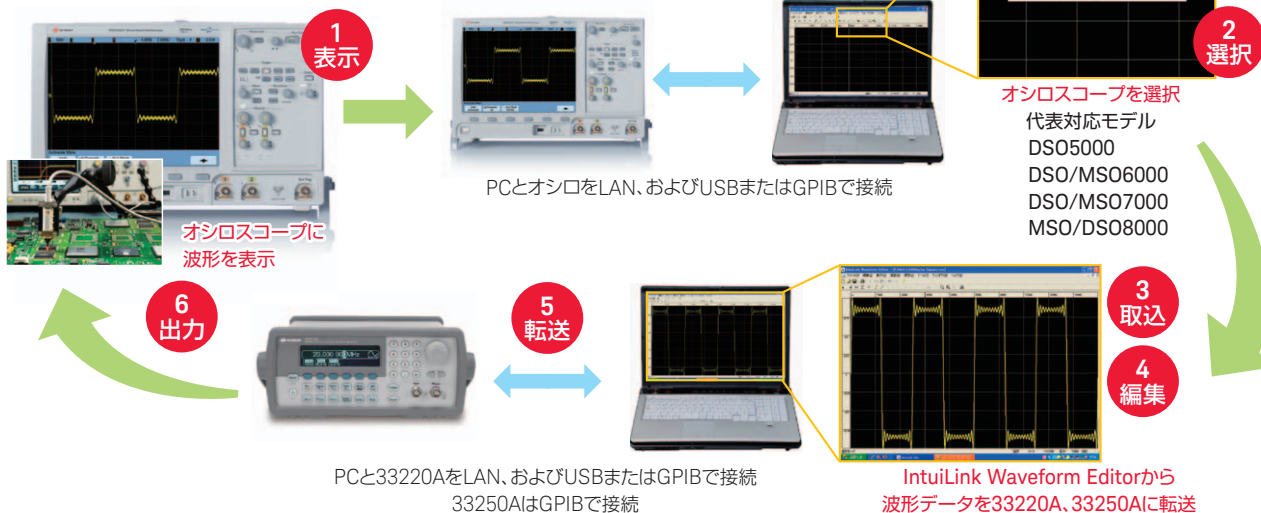 1
表示
2
選択
オシロスコープを選択
代表対応モデル
DSO5000
DSO/MSO6000
DSO/MSO7000
MSO/DSO8000
PCとオシロをLAN、およびUSBまたはGPIBで接続
オシロスコープに
波形を表示
3
取込
4
編集
5
転送
6
出力
PCと33220AをLAN、およびUSBまたはGPIBで接続
33250AはGPIBで接続
IntuiLink Waveform Editorから
波形データを33220A、33250Aに転送